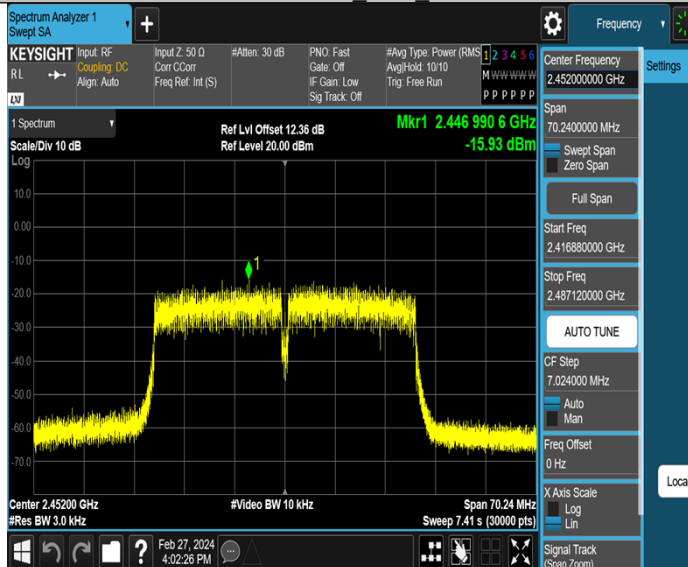 Spectrum Analyzer 1
Swept SA
+
Frequency
KEYSIGHT
RL
LXI
Input: RF
Coupling: DC
Align: Auto
Input Z: 50 Ω
Corr CCorr
Freq Ref: Int (S)
#Atten: 30 dB
PNO: Fast
Gate: Off
IF Gain: Low
Sig Track: Off
#Avg Type: Power (RMS
Avg|Hold: 10/10
Trig: Free Run
1 2 3 4 5 6
M W W W W W
P P P P P P
1 Spectrum
Scale/Div 10 dB
Ref Lvl Offset 12.36 dB
Ref Level 20.00 dBm
Mkr1 2.446 990 6 GHz
-15.93 dBm
Log
10.0
0.00
-10.0
-20.0
-30.0
-40.0
-50.0
-60.0
-70.0
1
Center 2.45200 GHz
#Res BW 3.0 kHz
#Video BW 10 kHz
Span 70.24 MHz
Sweep 7.41 s (30000 pts)
?
Feb 27, 2024
4:02:26 PM
Center Frequency
2.452000000 GHz
Span
70.2400000 MHz
Swept Span
Zero Span
Full Span
Start Freq
2.416880000 GHz
Stop Freq
2.487120000 GHz
AUTO TUNE
CF Step
7.024000 MHz
Auto
Man
Freq Offset
0 Hz
X Axis Scale
Log
Lin
Signal Track
(Span Zoom)
Settings
Loca